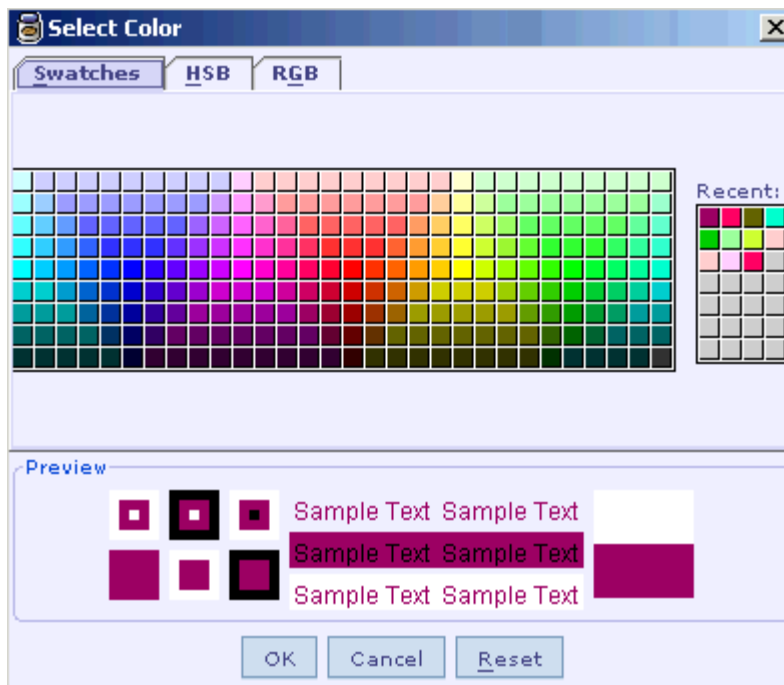 Select Color
Swatches HSB RGB
Recent:
Preview
Sample Text Sample Text
Sample Text Sample Text
Sample Text Sample Text
OK Cancel Reset